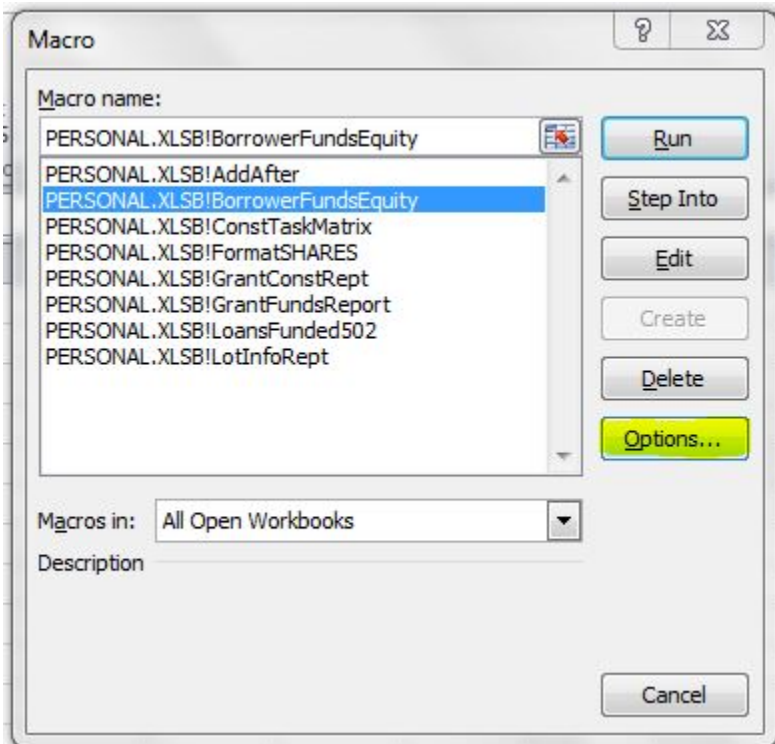 Macro
Macro name:
PERSONAL.XLSB!BorrowerFundsEquity
Run
PERSONAL.XLSB!AddAfter
PERSONAL.XLSB!BorrowerFundsEquity
PERSONAL.XLSB!ConstTaskMatrix
PERSONAL.XLSB!FormatSHARES
PERSONAL.XLSB!GrantConstRept
PERSONAL.XLSB!GrantFundsReport
PERSONAL.XLSB!LoansFunded502
PERSONAL.XLSB!LotInfoRept
Step Into
Edit
Create
Delete
Options...
Macros in: All Open Workbooks
Description
Cancel